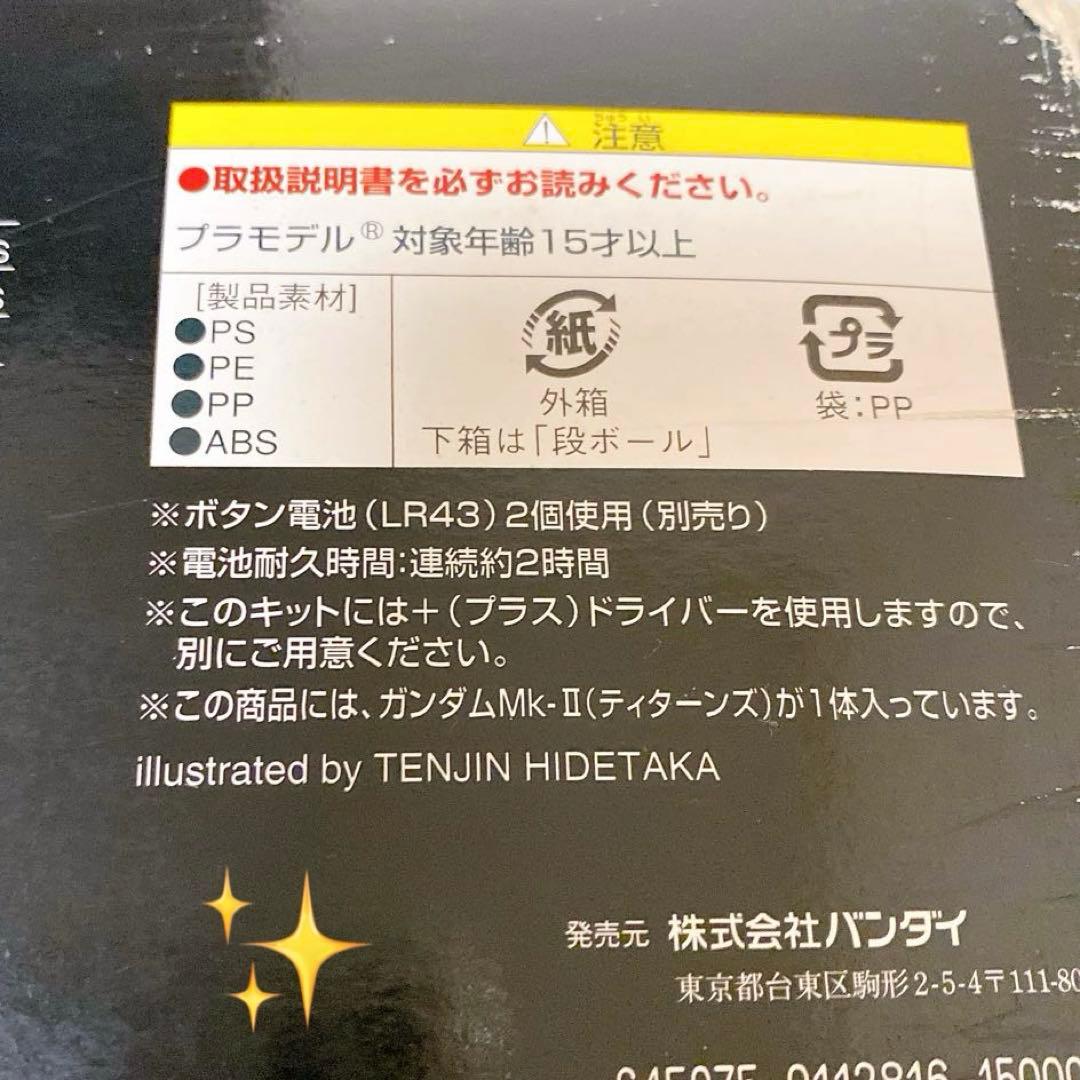 注意
ちゅうい
●取扱説明書を必ずお読みください。
プラモデル® 対象年齢15才以上
[製品素材]
●PS
●PE
●PP
●ABS
紙
外箱
下箱は「段ボール」
プラ
袋:PP
※ボタン電池(LR43)2個使用(別売り)
※電池耐久時間:連続約2時間
※このキットには+(プラス)ドライバーを使用しますので、
別にご用意ください。
※この商品には、ガンダムMk-Ⅱ(ティターンズ)が1体入っています。
illustrated by TENJIN HIDETAKA
発売元 株式会社バンダイ
東京都台東区駒形2-5-4〒111-80